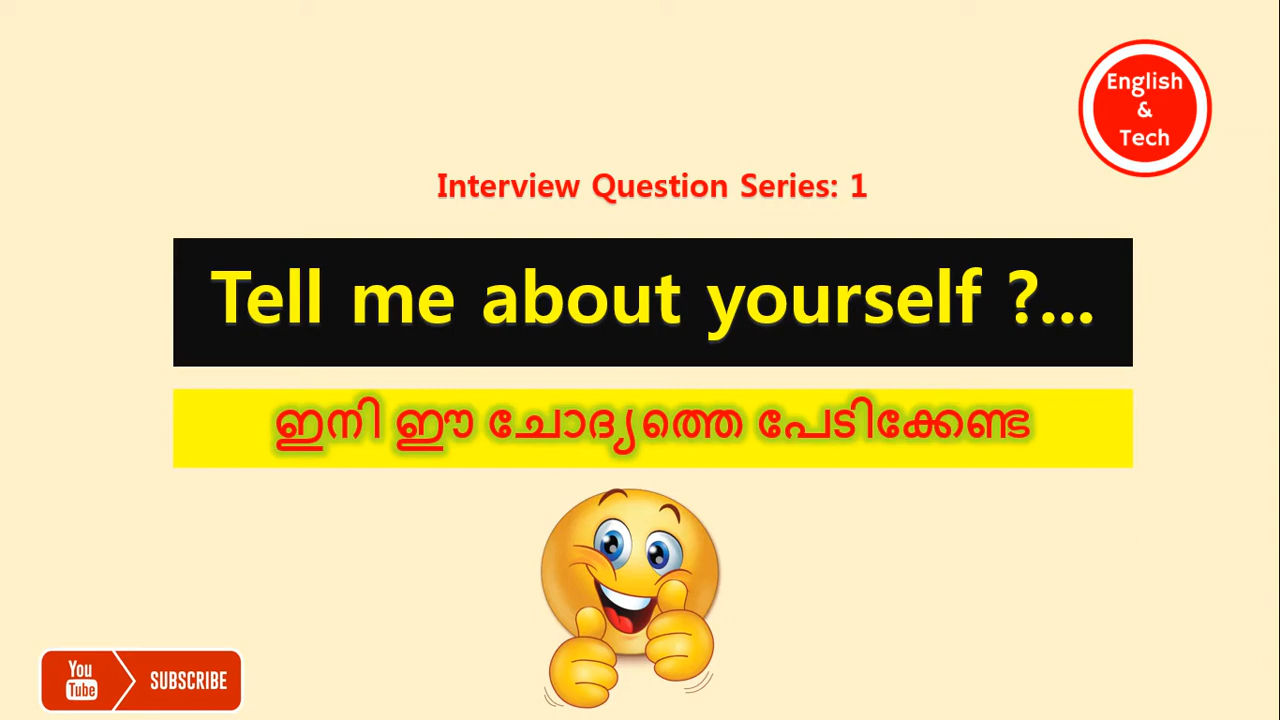 English
&
Tech
Interview Question Series: 1
Tell me about yourself ?...
ഇനി ഈ ചോദ്യത്തെ പേടിക്കേണ്ട
You
Tube
SUBSCRIBE